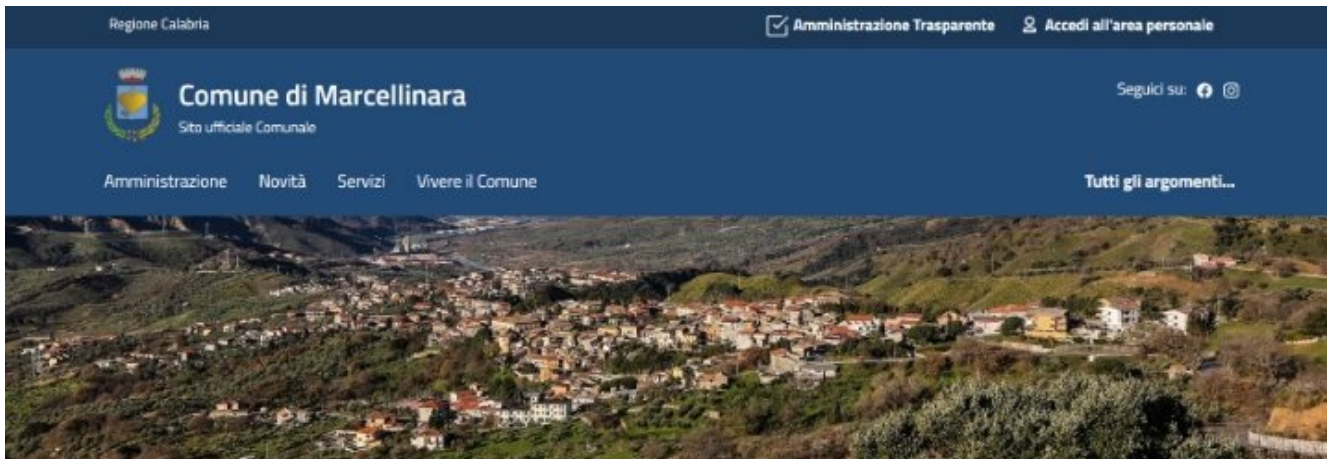 Regione Calabria
Amministrazione Trasparente
Accedi all'area personale
Comune di Marcellinara
Sito ufficiale Comunale
Seguici su:
Amministrazione Novità Servizi Vivere il Comune
Tutti gli argomenti...